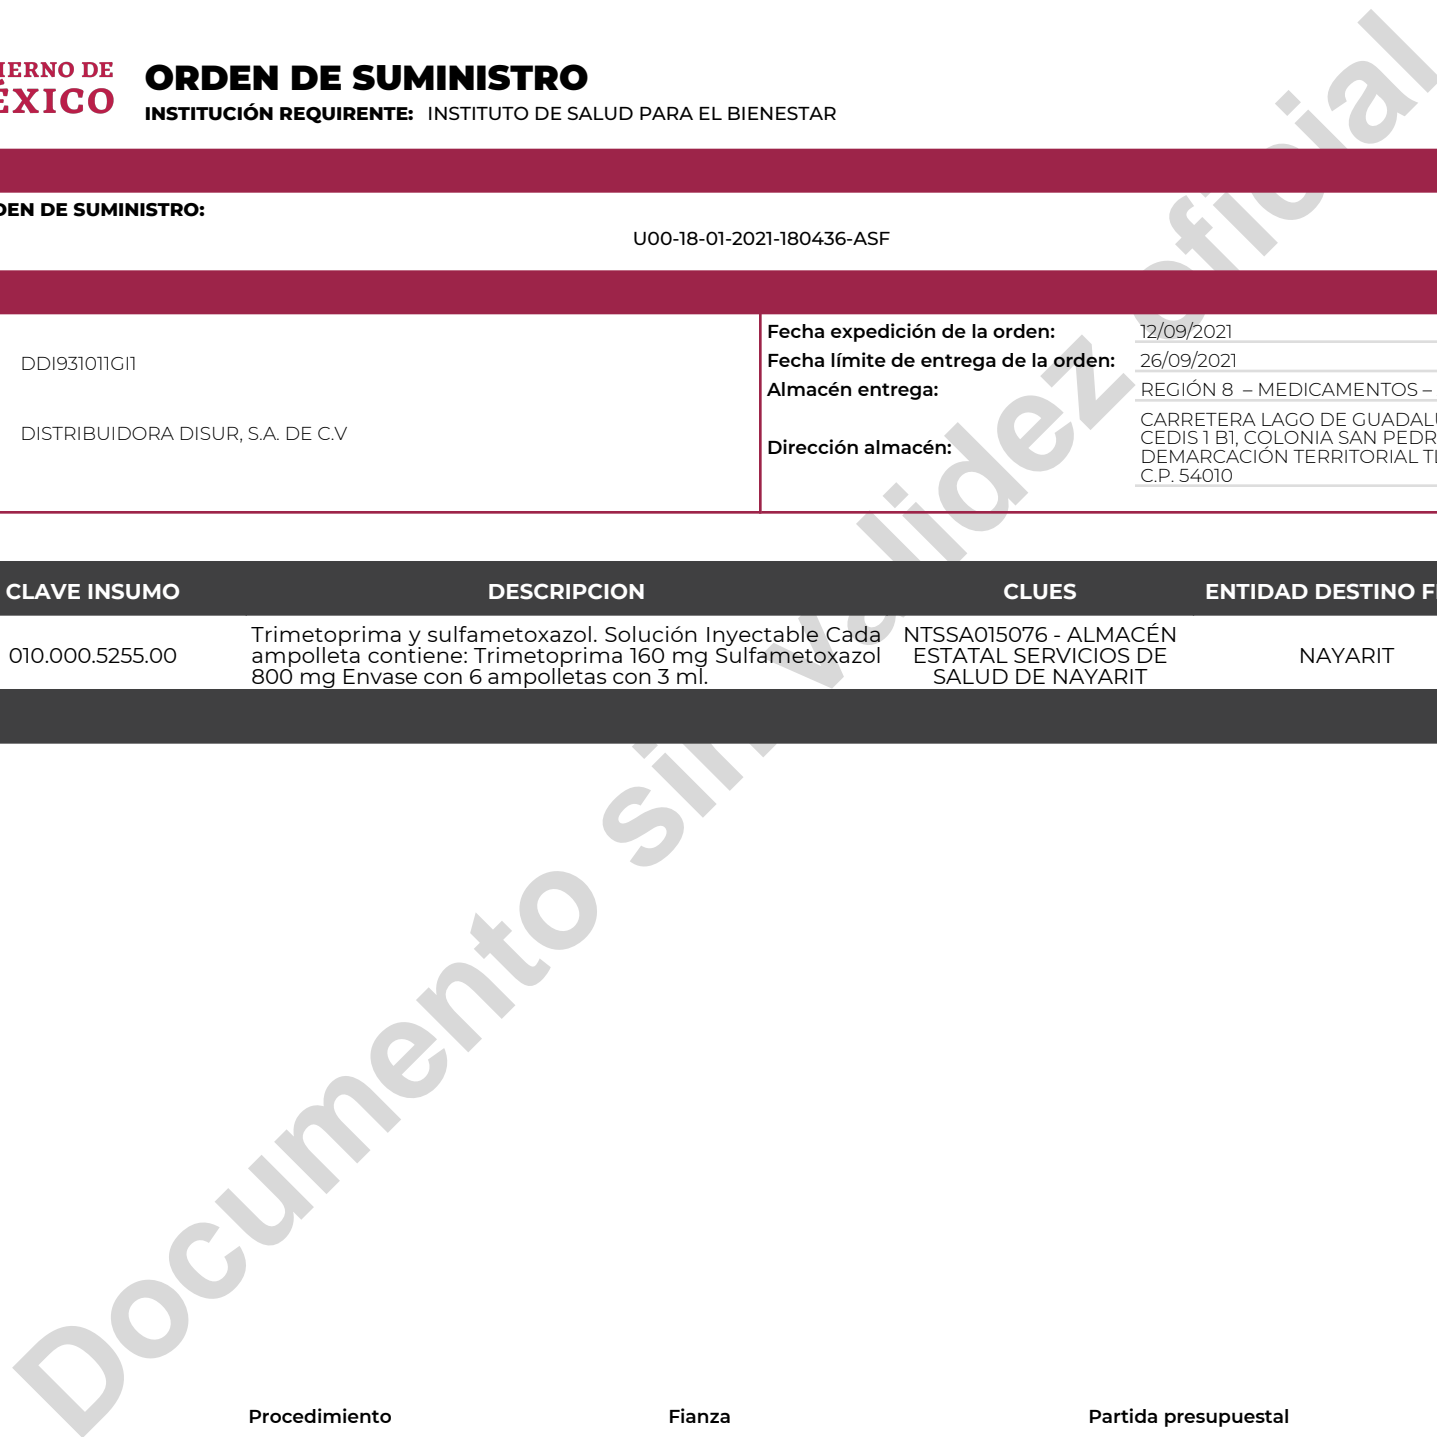 IERNO DE
ÉXICO
ORDEN DE SUMINISTRO
INSTITUCIÓN REQUIRENTE: INSTITUTO DE SALUD PARA EL BIENESTAR
DEN DE SUMINISTRO:
U00-18-01-2021-180436-ASF
DDI931011GI1
DISTRIBUIDORA DISUR, S.A. DE C.V
Fecha expedición de la orden: 12/09/2021
Fecha límite de entrega de la orden: 26/09/2021
Almacén entrega: REGIÓN 8 – MEDICAMENTOS –
Dirección almacén:
CARRETERA LAGO DE GUADALU
CEDIS 1 B1, COLONIA SAN PEDR
DEMARCACIÓN TERRITORIAL TL
C.P. 54010
CLAVE INSUMO DESCRIPCION CLUES ENTIDAD DESTINO FI
010.000.5255.00
Trimetoprima y sulfametoxazol. Solución Inyectable Cada
ampolleta contiene: Trimetoprima 160 mg Sulfametoxazol
800 mg Envase con 6 ampolletas con 3 ml.
NTSSA015076 - ALMACÉN
ESTATAL SERVICIOS DE
SALUD DE NAYARIT
NAYARIT
Documento sin validez oficial
Procedimiento Fianza Partida presupuestal